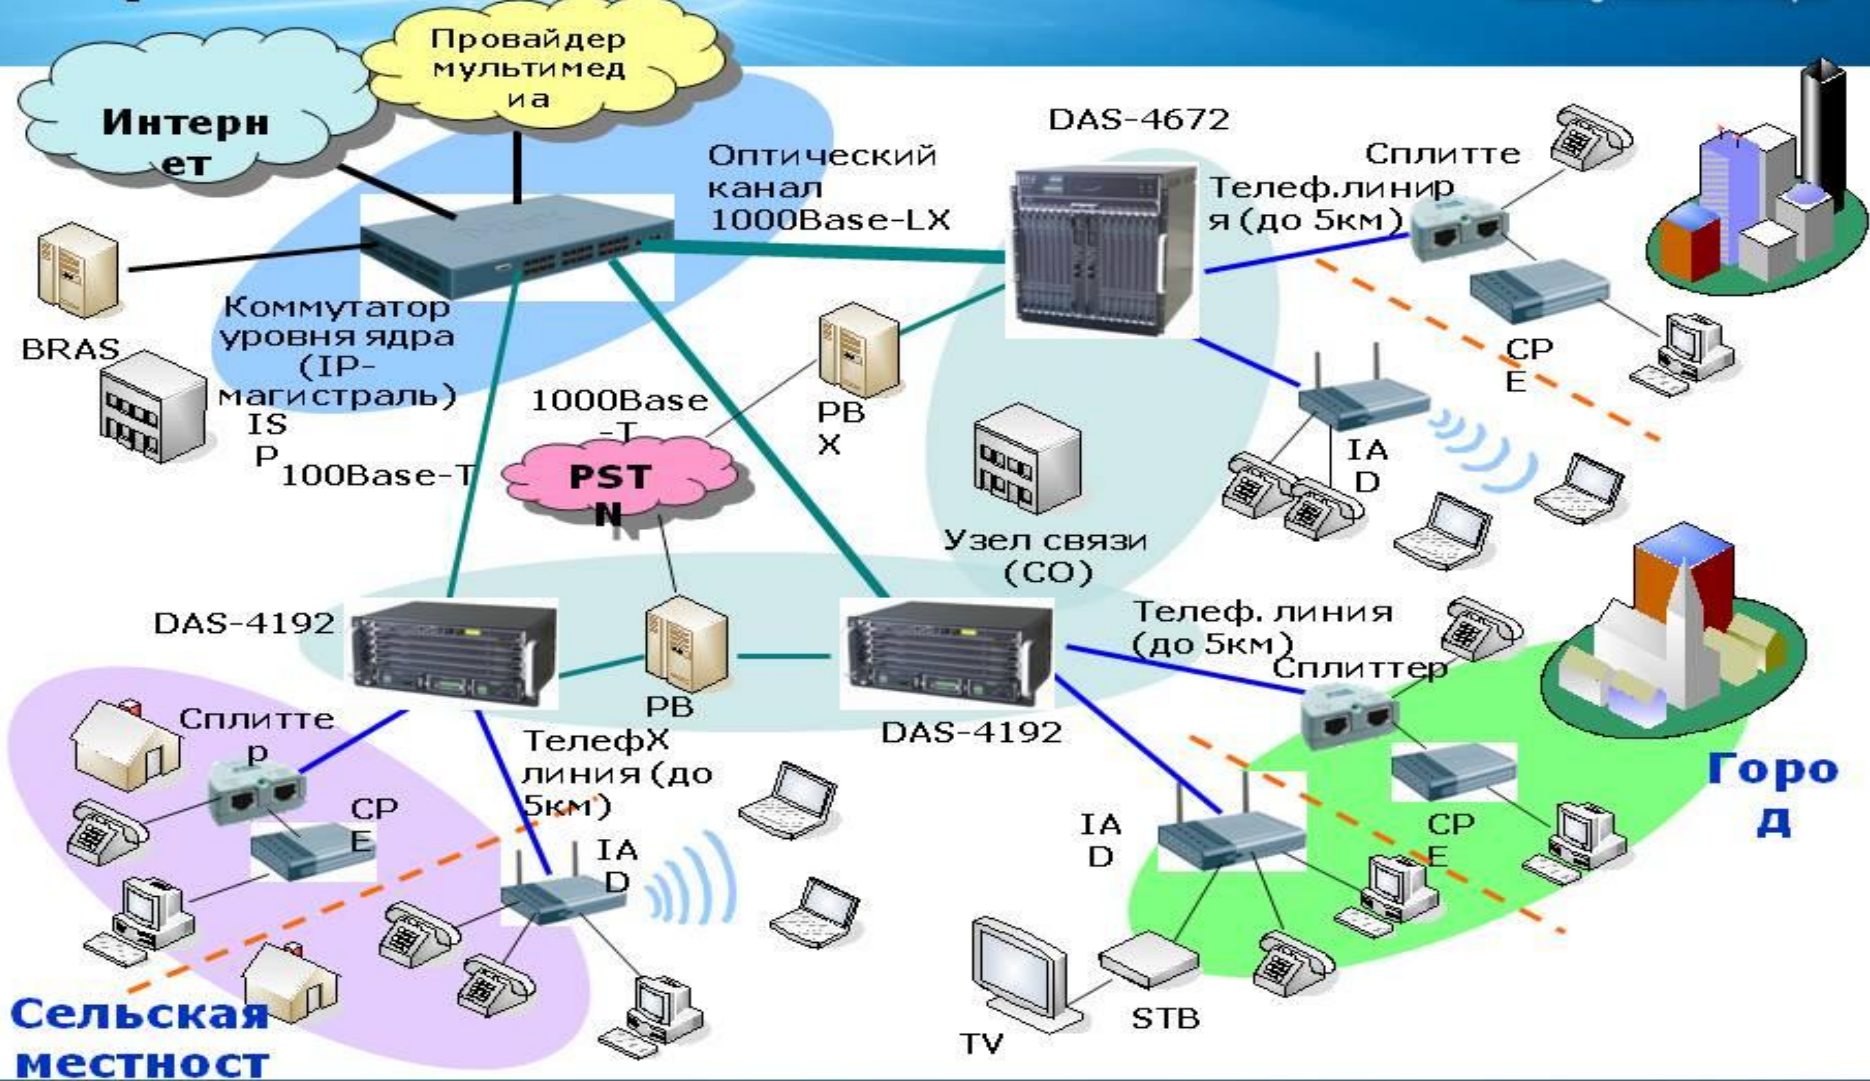 Провайдер
мультимед
иа
Интерн
ет
DAS-4672
Оптический
канал
1000Base-LX
Сплитте
р
Телеф.лини
я (до 5км)
BRAS
Коммутатор
уровня ядра
(IP-
магистраль)
IS
P
100Base-T
1000Base
-T
PB
X
CP
E
IA
D
PST
N
Узел связи
(CO)
DAS-4192
Телеф. линия
(до 5км)
Сплиттер
PB
X
DAS-4192
Сплитте
р
Телеф
линия (до
5км)
CP
E
IA
D
IA
D
CP
E
Горо
д
Сельская
местност
STB
TV